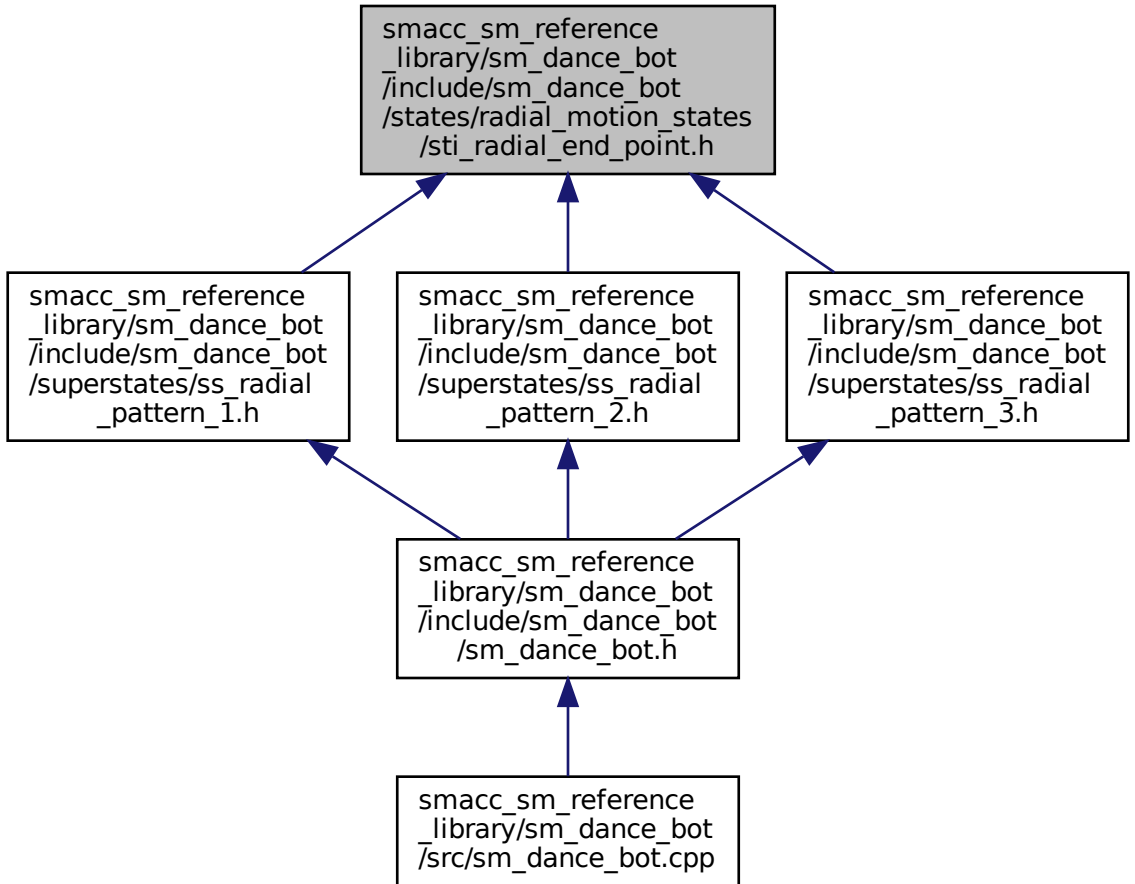 smacc_sm_reference
_library/sm_dance_bot
/include/sm_dance_bot
/states/radial_motion_states
/sti_radial_end_point.h
smacc_sm_reference
_library/sm_dance_bot
/include/sm_dance_bot
/superstates/ss_radial
_pattern_1.h
smacc_sm_reference
_library/sm_dance_bot
/include/sm_dance_bot
/superstates/ss_radial
_pattern_2.h
smacc_sm_reference
_library/sm_dance_bot
/include/sm_dance_bot
/superstates/ss_radial
_pattern_3.h
smacc_sm_reference
_library/sm_dance_bot
/include/sm_dance_bot
/sm_dance_bot.h
smacc_sm_reference
_library/sm_dance_bot
/src/sm_dance_bot.cpp